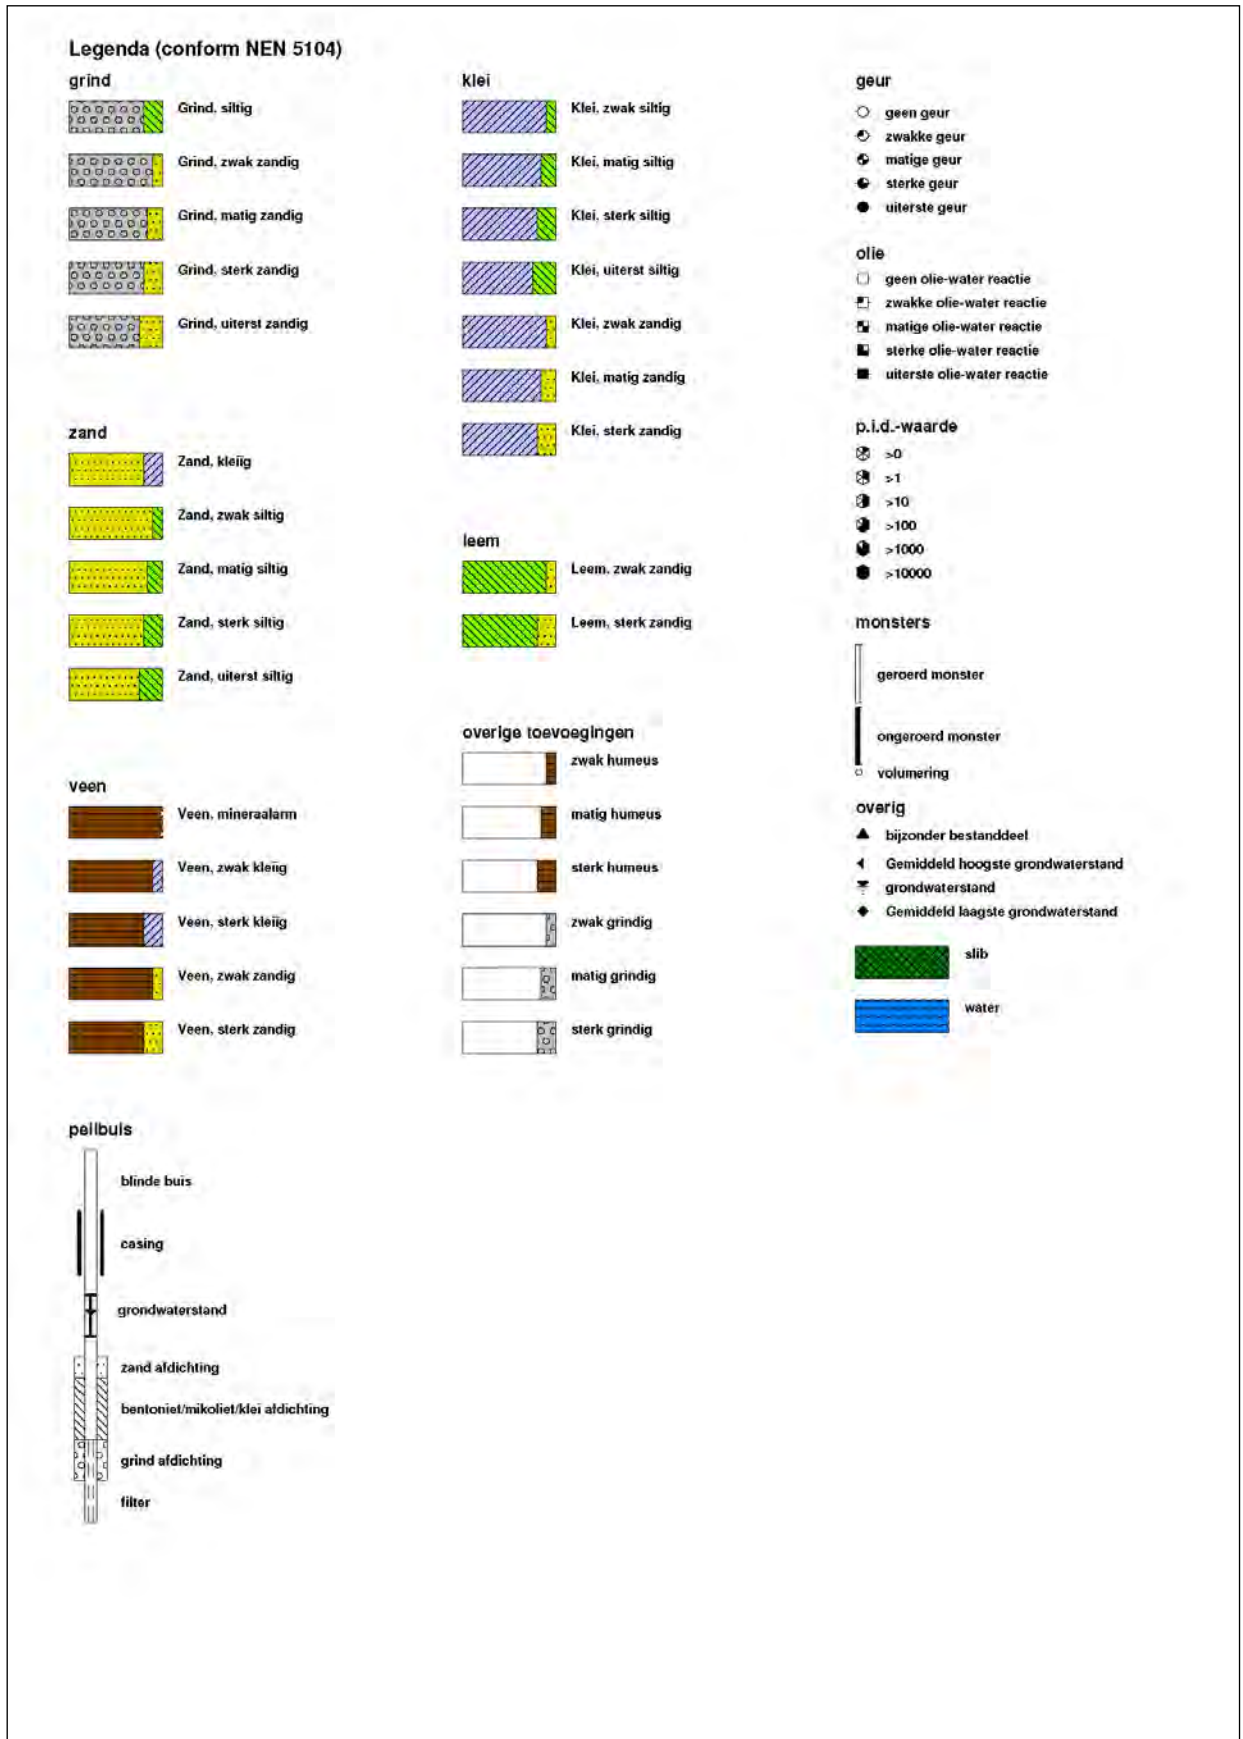 Legenda (conform NEN 5104)
grind
Grind, siltig
Grind, zwak zandig
Grind, matig zandig
Grind, sterk zandig
Grind, uiterst zandig
zand
Zand, kleiïg
Zand, zwak siltig
Zand, matig siltig
Zand, sterk siltig
Zand, uiterst siltig
veen
Veen, mineraalarm
Veen, zwak kleiïg
Veen, sterk kleiïg
Veen, zwak zandig
Veen, sterk zandig
peilbuis
blinde buis
casing
grondwaterstand
zand afdichting
bentoniet/mikoliet/klei afdichting
grind afdichting
filter
klei
Klei, zwak siltig
Klei, matig siltig
Klei, sterk siltig
Klei, uiterst siltig
Klei, zwak zandig
Klei, matig zandig
Klei, sterk zandig
leem
Leem, zwak zandig
Leem, sterk zandig
overige toevoegingen
zwak humeus
matig humeus
sterk humeus
zwak grindig
matig grindig
sterk grindig
geur
geen geur
zwakke geur
matige geur
sterke geur
uiterste geur
olie
geen olie-water reactie
zwakke olie-water reactie
matige olie-water reactie
sterke olie-water reactie
uiterste olie-water reactie
p.i.d.-waarde
>0
>1
>10
>100
>1000
>10000
monsters
geroerd monster
ongeroerd monster
volumering
overig
bijzonder bestanddeel
Gemiddeld hoogste grondwaterstand
grondwaterstand
Gemiddeld laagste grondwaterstand
slib
water